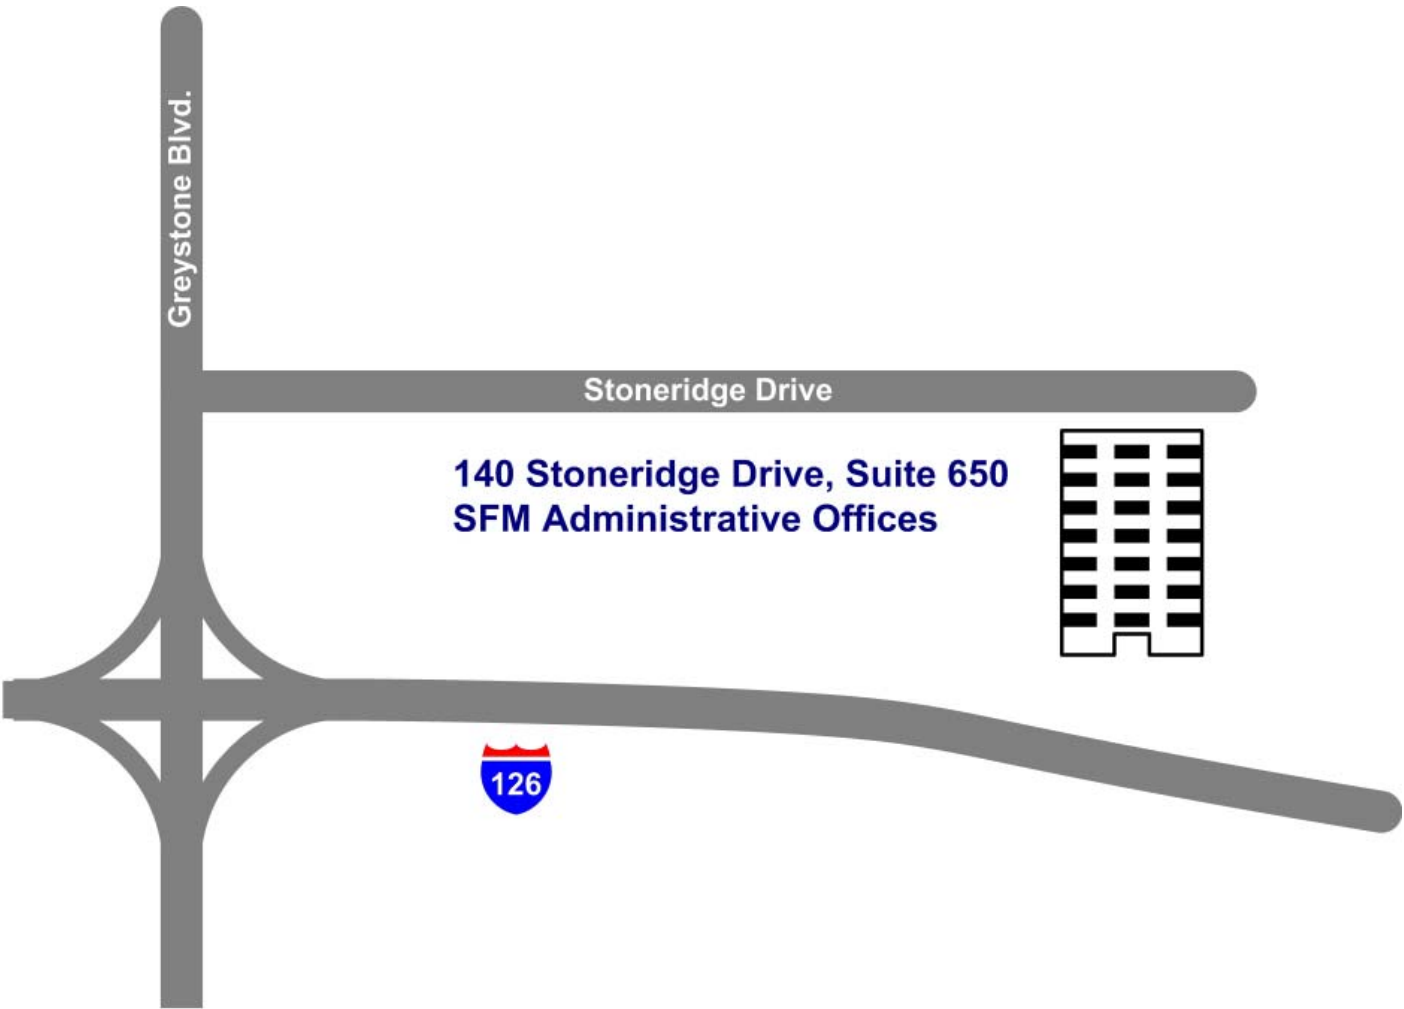 Greystone Blvd.
Stoneridge Drive
140 Stoneridge Drive, Suite 650
SFM Administrative Offices
126